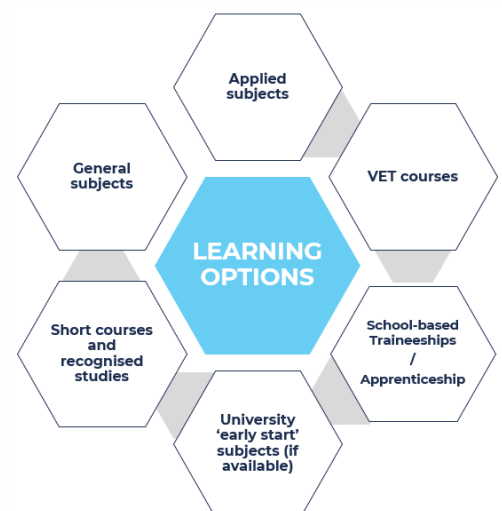 Applied
subjects
General
subjects
VET courses
LEARNING
OPTIONS
Short courses
and
recognised
studies
School-based
Traineeships
/
Apprenticeship
University
‘early start’
subjects (if
available)